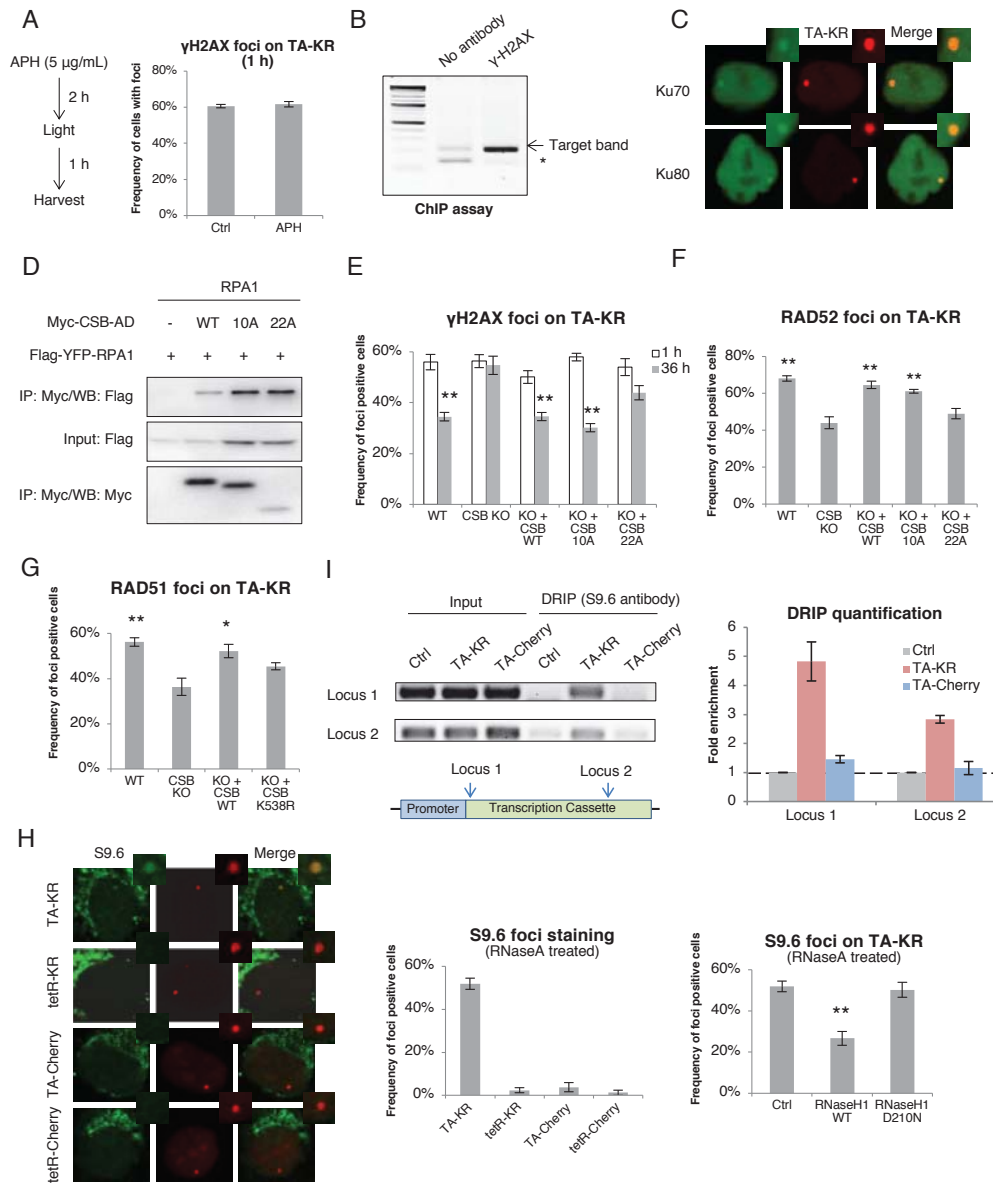 A
APH (5 µg/mL)
2 h
Light
1 h
Harvest
γH2AX foci on TA-KR
(1 h)
Frequency of cells with foci
80%
60%
40%
20%
0%
Ctrl
APH
B
No antibody
γ-H2AX
Target band
*
ChIP assay
C
TA-KR
Merge
Ku70
Ku80
D
RPA1
Myc-CSB-AD
- WT 10A 22A
Flag-YFP-RPA1
+ + + +
IP: Myc/WB: Flag
Input: Flag
IP: Myc/WB: Myc
E
γH2AX foci on TA-KR
Frequency of foci positive cells
60%
40%
20%
0%
1 h
36 h
**
**
**
WT
CSB KO
KO + CSB WT
KO + CSB 10A
KO + CSB 22A
F
RAD52 foci on TA-KR
Frequency of foci positive cells
80%
60%
40%
20%
0%
**
**
**
WT
CSB KO
KO + CSB WT
KO + CSB 10A
KO + CSB 22A
G
RAD51 foci on TA-KR
Frequency of foci positive cells
60%
40%
20%
0%
**
*
WT
CSB KO
KO + CSB WT
KO + CSB K538R
I
Input
DRIP (S9.6 antibody)
Ctrl
TA-KR
TA-Cherry
Ctrl
TA-KR
TA-Cherry
Locus 1
Locus 2
Locus 1
Locus 2
Promoter
Transcription Cassette
DRIP quantification
Fold enrichment
6
5
4
3
2
1
0
Ctrl
TA-KR
TA-Cherry
Locus 1
Locus 2
H
S9.6
Merge
TA-KR
tetR-KR
TA-Cherry
tetR-Cherry
S9.6 foci staining
(RNaseA treated)
Frequency of foci positive cells
60%
40%
20%
0%
TA-KR
tetR-KR
TA-Cherry
tetR-Cherry
S9.6 foci on TA-KR
(RNaseA treated)
Frequency of foci positive cells
60%
40%
20%
0%
**
Ctrl
RNaseH1 WT
RNaseH1 D210N